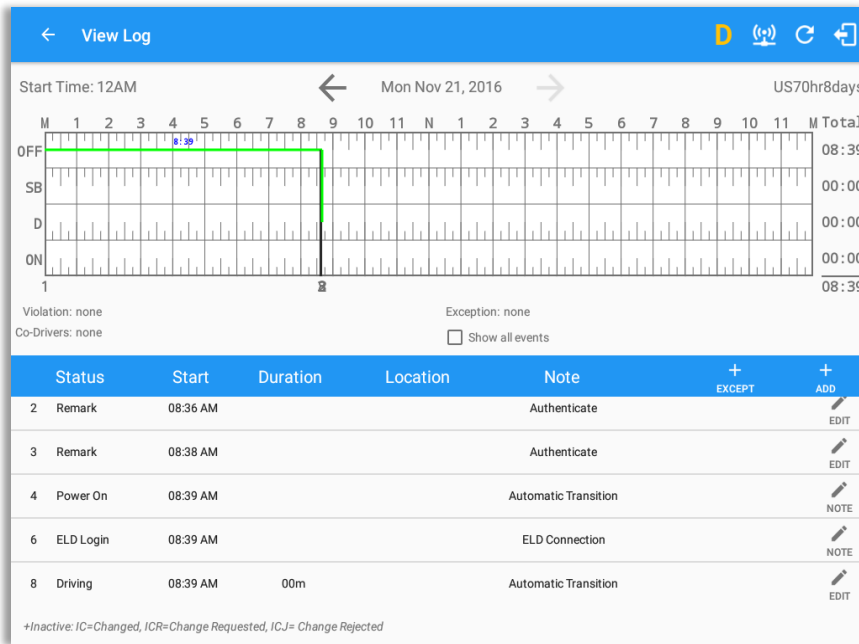 View Log D
Start Time: 12AM Mon Nov 21, 2016 US70hr8days
M 1 2 3 4 5 6 7 8 9 10 11 N 1 2 3 4 5 6 7 8 9 10 11 M Total
8:39
OFF 08:39
SB 00:00
D 00:00
ON 00:00
1 08:39
Violation: none Exception: none
Co-Drivers: none Show all events
Status Start Duration Location Note + EXCEPT + ADD
2 Remark 08:36 AM Authenticate EDIT
3 Remark 08:38 AM Authenticate EDIT
4 Power On 08:39 AM Automatic Transition NOTE
6 ELD Login 08:39 AM ELD Connection NOTE
8 Driving 08:39 AM 00m Automatic Transition EDIT
+Inactive: IC=Changed, ICR=Change Requested, ICJ= Change Rejected